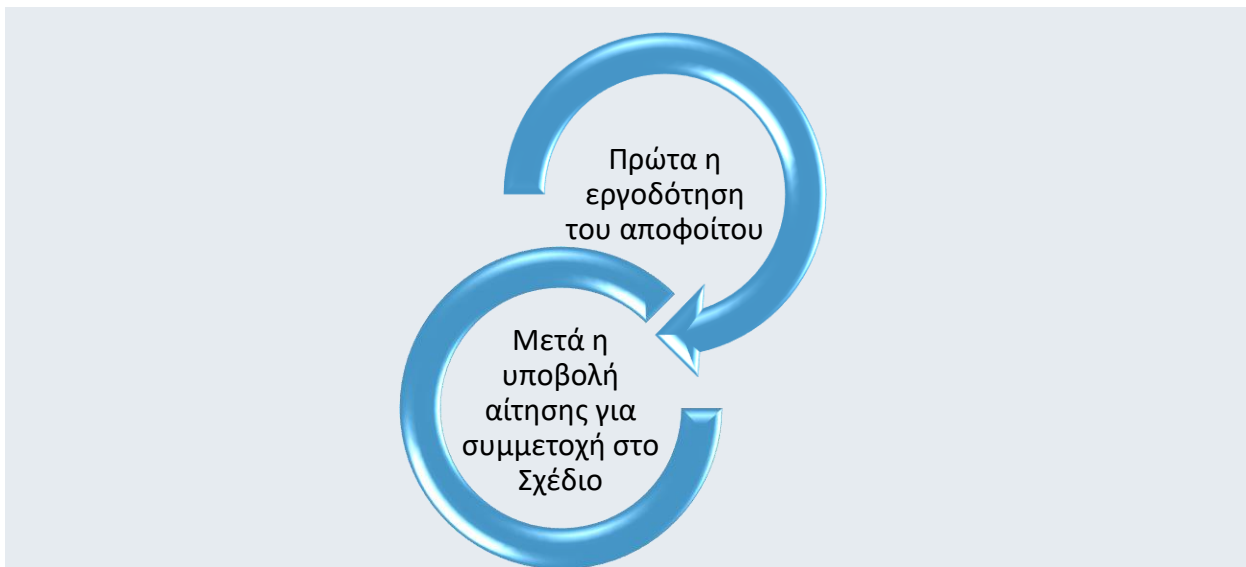 Πρώτα η
εργοδότηση
του αποφοίτου
Μετά η
υποβολή
αίτησης για
συμμετοχή στο
Σχέδιο